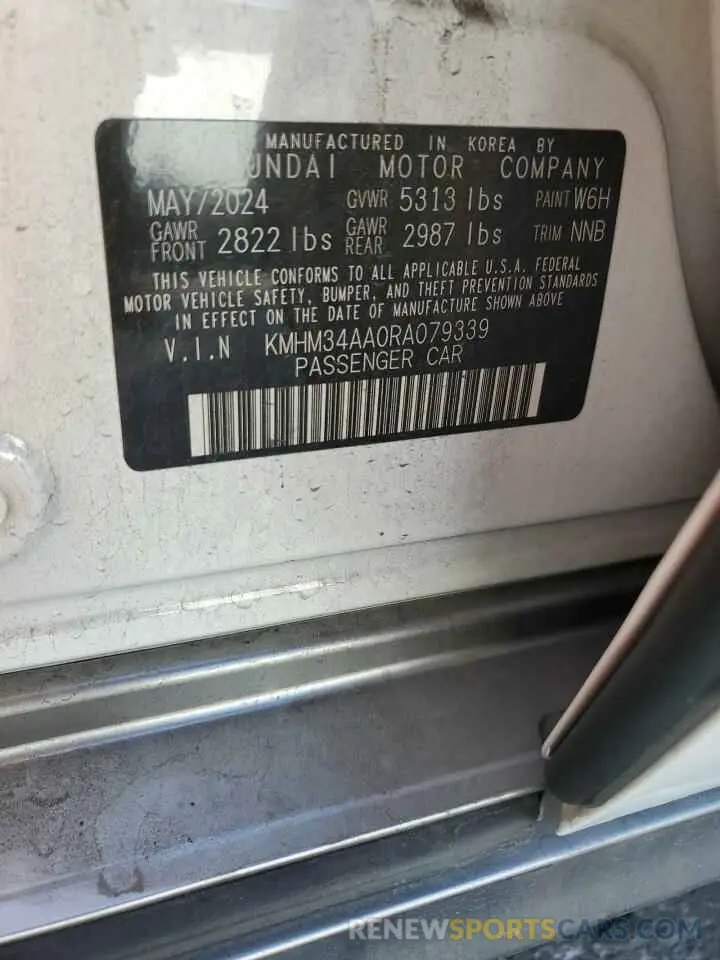 MANUFACTURED IN KOREA BY
UNDAI MOTOR COMPANY
MAY/2024 GVWR 5313 lbs PAINT W6H
GAWR FRONT 2822 lbs GAWR REAR 2987 lbs TRIM NNB
THIS VEHICLE CONFORMS TO ALL APPLICABLE U.S.A. FEDERAL
MOTOR VEHICLE SAFETY, BUMPER, AND THEFT PREVENTION STANDARDS
IN EFFECT ON THE DATE OF MANUFACTURE SHOWN ABOVE
V.I.N KMHM34AA0RA079339
PASSENGER CAR
RENEWSPORTSCARS.COM